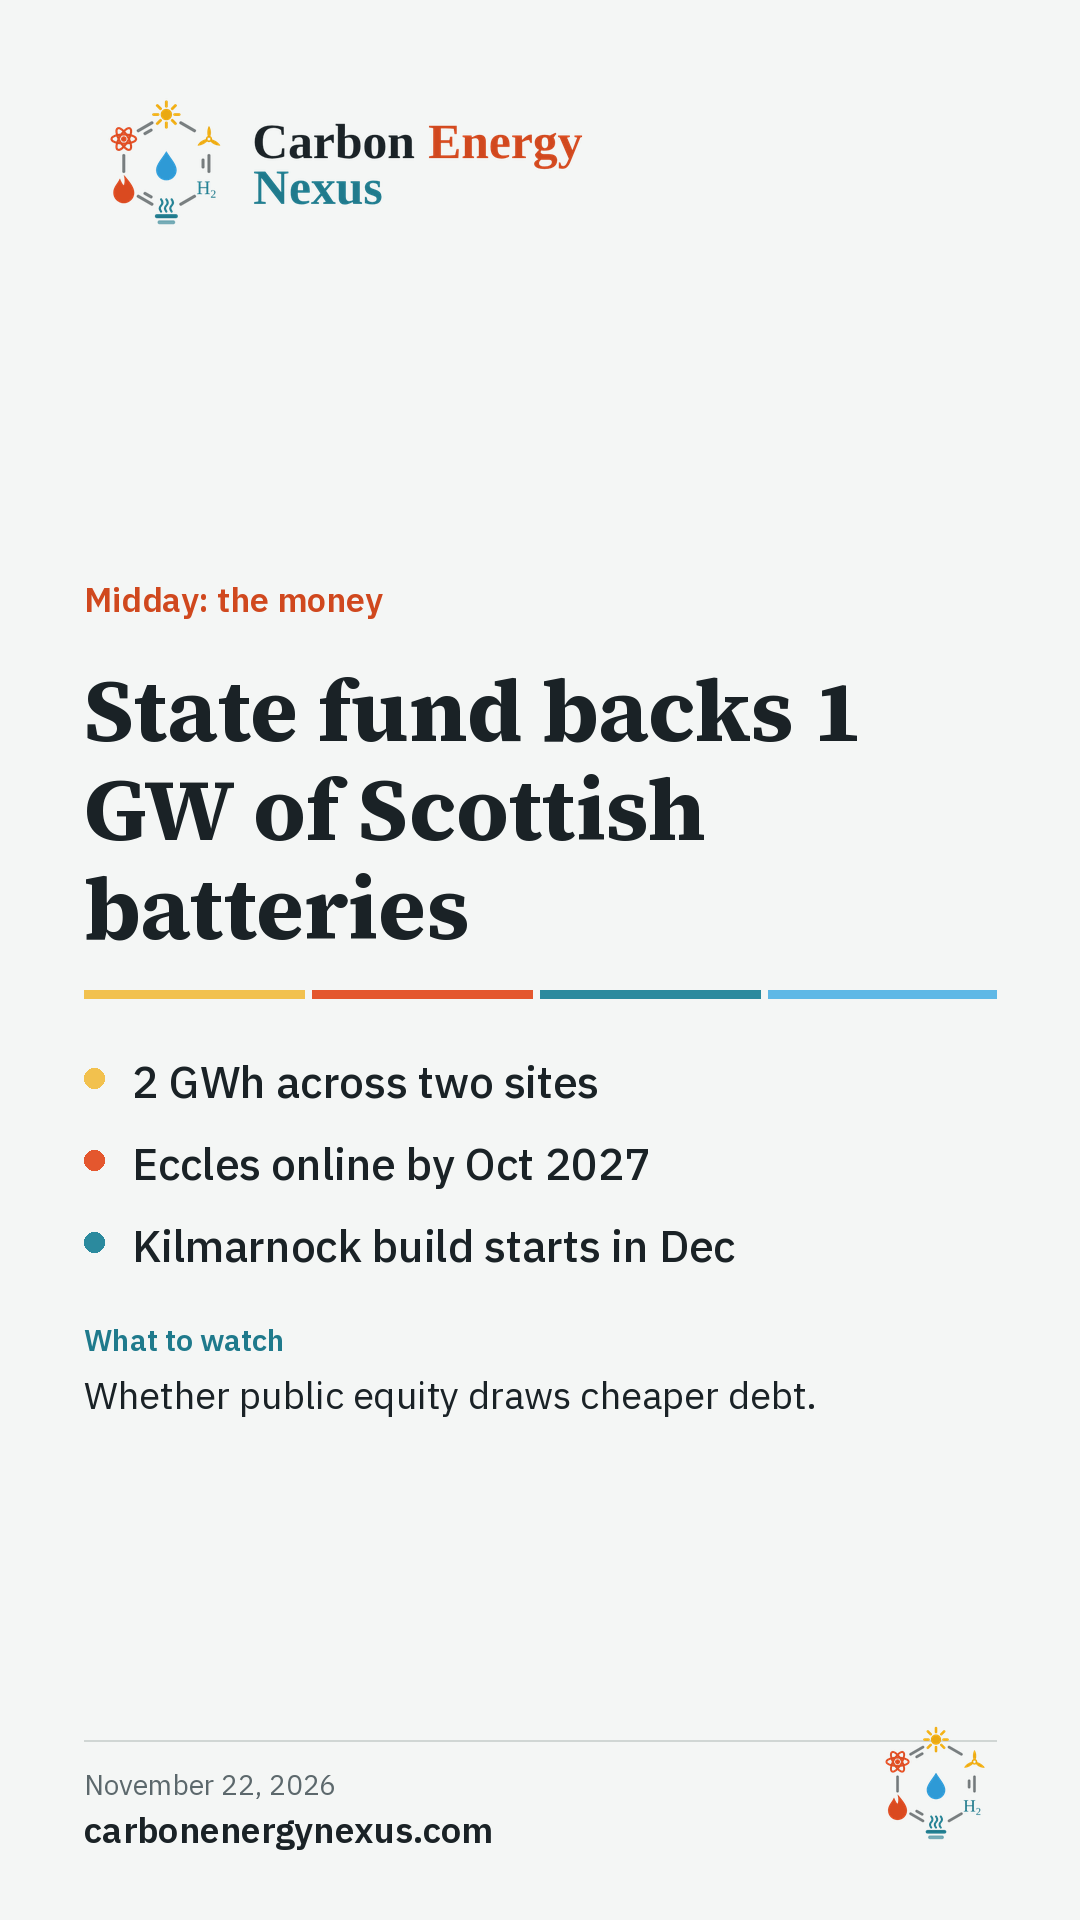 Carbon Energy
Nexus
H₂
Midday: the money
State fund backs 1
GW of Scottish
batteries
2 GWh across two sites
Eccles online by Oct 2027
Kilmarnock build starts in Dec
What to watch
Whether public equity draws cheaper debt.
November 22, 2026
carbonenergynexus.com
H₂